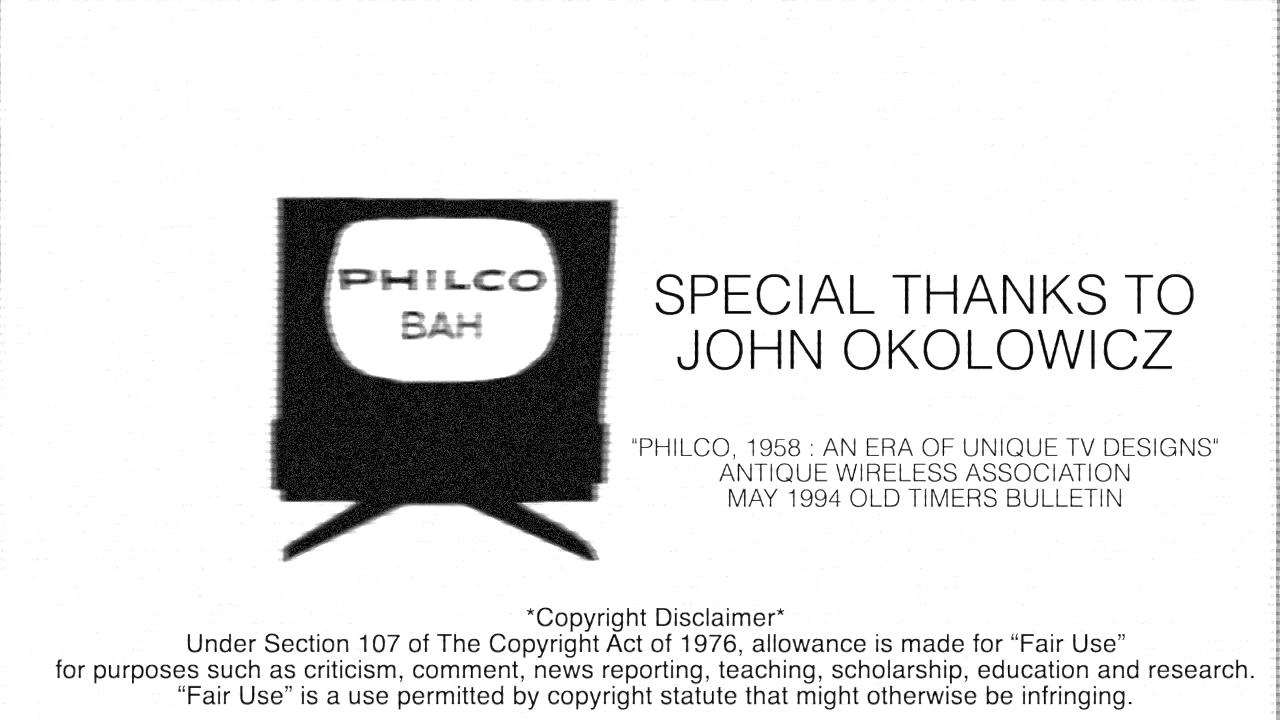 PHILCO
BAH
SPECIAL THANKS TO
JOHN OKOLOWICZ
"PHILCO, 1958 : AN ERA OF UNIQUE TV DESIGNS"
ANTIQUE WIRELESS ASSOCIATION
MAY 1994 OLD TIMERS BULLETIN
*Copyright Disclaimer*
Under Section 107 of The Copyright Act of 1976, allowance is made for “Fair Use”
for purposes such as criticism, comment, news reporting, teaching, scholarship, education and research.
“Fair Use” is a use permitted by copyright statute that might otherwise be infringing.